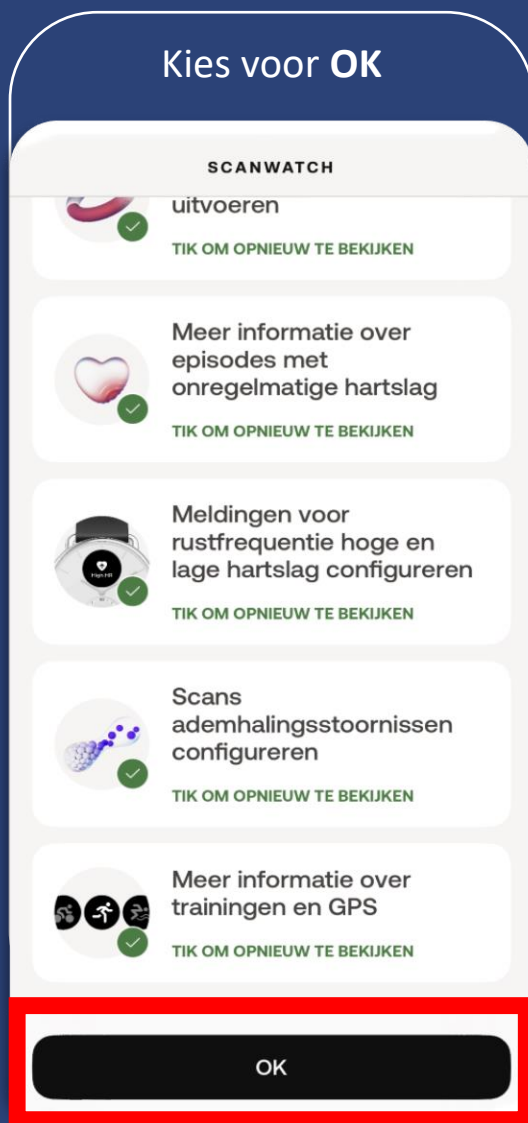 Kies voor OK
SCANWATCH
uitvoeren
TIK OM OPNIEUW TE BEKIJKEN
Meer informatie over
episodes met
onregelmatige hartslag
TIK OM OPNIEUW TE BEKIJKEN
High HR
Meldingen voor
rustfrequentie hoge en
lage hartslag configureren
TIK OM OPNIEUW TE BEKIJKEN
Scans
ademhalingsstoornissen
configureren
TIK OM OPNIEUW TE BEKIJKEN
Meer informatie over
trainingen en GPS
TIK OM OPNIEUW TE BEKIJKEN
OK